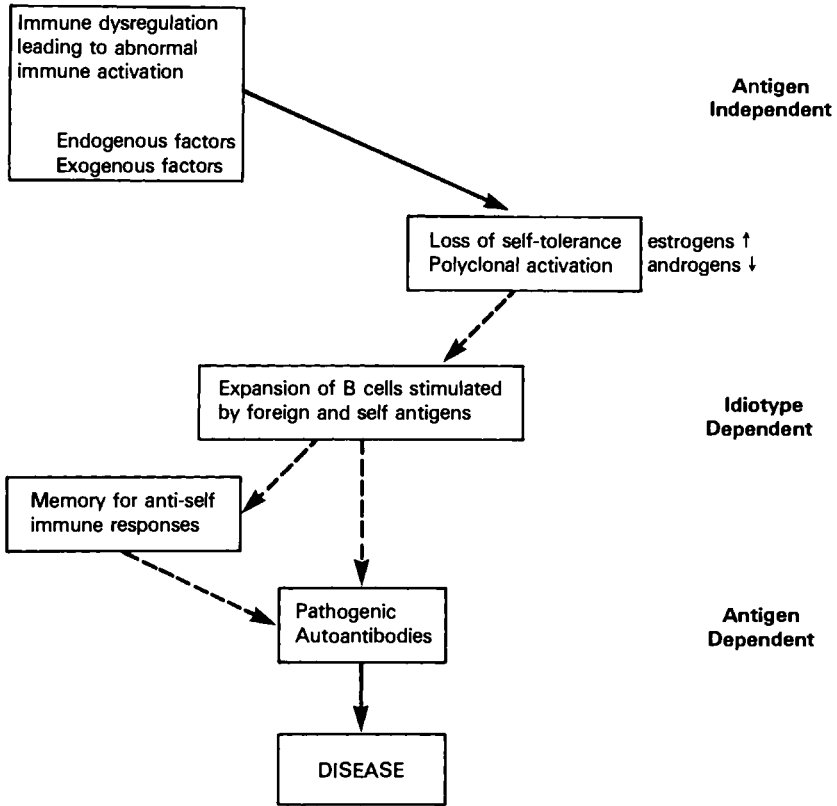 Immune dysregulation
leading to abnormal
immune activation
Endogenous factors
Exogenous factors
Antigen
Independent
Loss of self-tolerance
Polyclonal activation
estrogens ↑
androgens ↓
Expansion of B cells stimulated
by foreign and self antigens
Idiotype
Dependent
Memory for anti-self
immune responses
Pathogenic
Autoantibodies
Antigen
Dependent
DISEASE